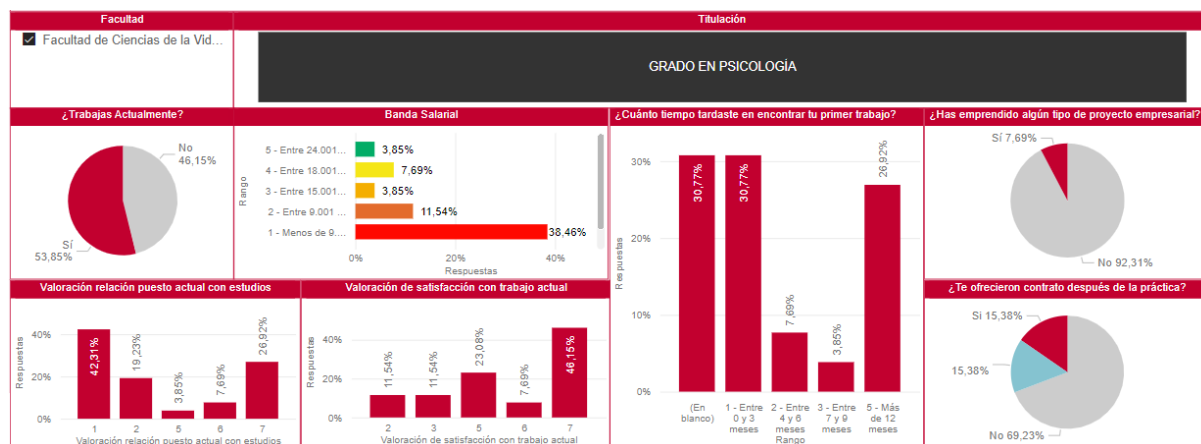 Facultad
Titulación
Facultad de Ciencias de la Vid...
GRADO EN PSICOLOGÍA
¿Trabajas Actualmente?
No
46,15%
Sí
53,85%
Banda Salarial
Rango
5 - Entre 24.001...
3,85%
4 - Entre 18.001...
7,69%
3 - Entre 15.001...
3,85%
2 - Entre 9.001 ...
11,54%
1 - Menos de 9....
38,46%
0%
20%
40%
Respuestas
¿Cuánto tiempo tardaste en encontrar tu primer trabajo?
Respuestas
30%
20%
10%
0%
30,77%
30,77%
7,69%
3,85%
26,92%
(En blanco)
1 - Entre 0 y 3 meses
2 - Entre 4 y 6 meses
3 - Entre 7 y 9 meses
5 - Más de 12 meses
Rango
¿Has emprendido algún tipo de proyecto empresarial?
Sí 7,69%
No 92,31%
Valoración relación puesto actual con estudios
Respuestas
40%
20%
0%
42,31%
19,23%
3,85%
7,69%
26,92%
1
2
5
6
7
Valoración relación puesto actual con estudios
Valoración de satisfacción con trabajo actual
Respuestas
40%
20%
0%
11,54%
11,54%
23,08%
7,69%
46,15%
2
3
5
6
7
Valoración de satisfacción con trabajo actual
¿Te ofrecieron contrato después de la práctica?
Si 15,38%
15,38%
No 69,23%